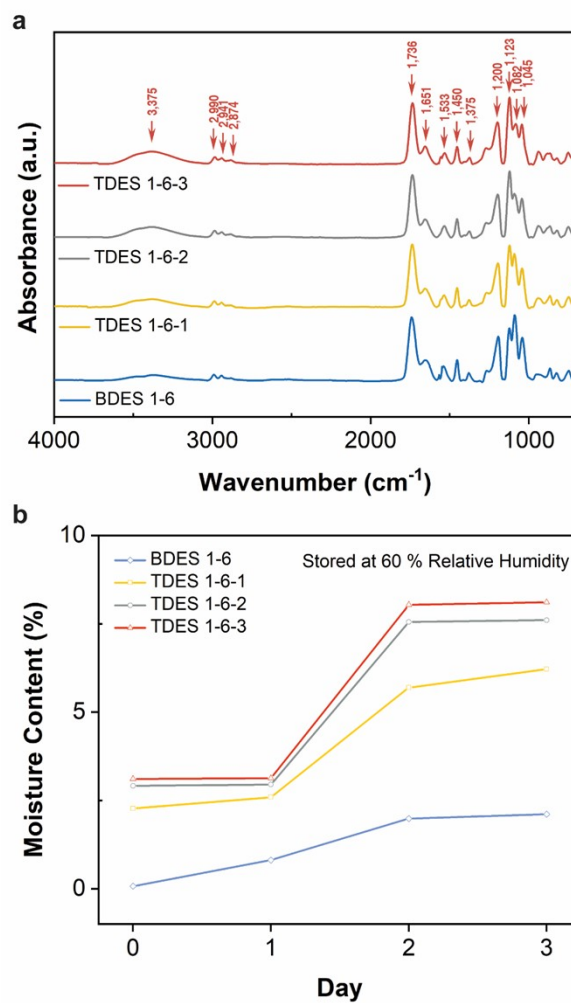 a
3,375
2,990
2,941
2,874
1,736
1,651
1,533
1,450
1,375
1,200
1,123
1,082
1,045
Absorbance (a.u.)
TDES 1-6-3
TDES 1-6-2
TDES 1-6-1
BDES 1-6
4000 3000 2000 1000
Wavenumber (cm⁻¹)
b
10
BDES 1-6
Stored at 60 % Relative Humidity
TDES 1-6-1
TDES 1-6-2
TDES 1-6-3
Moisture Content (%)
5
0
0 1 2 3
Day